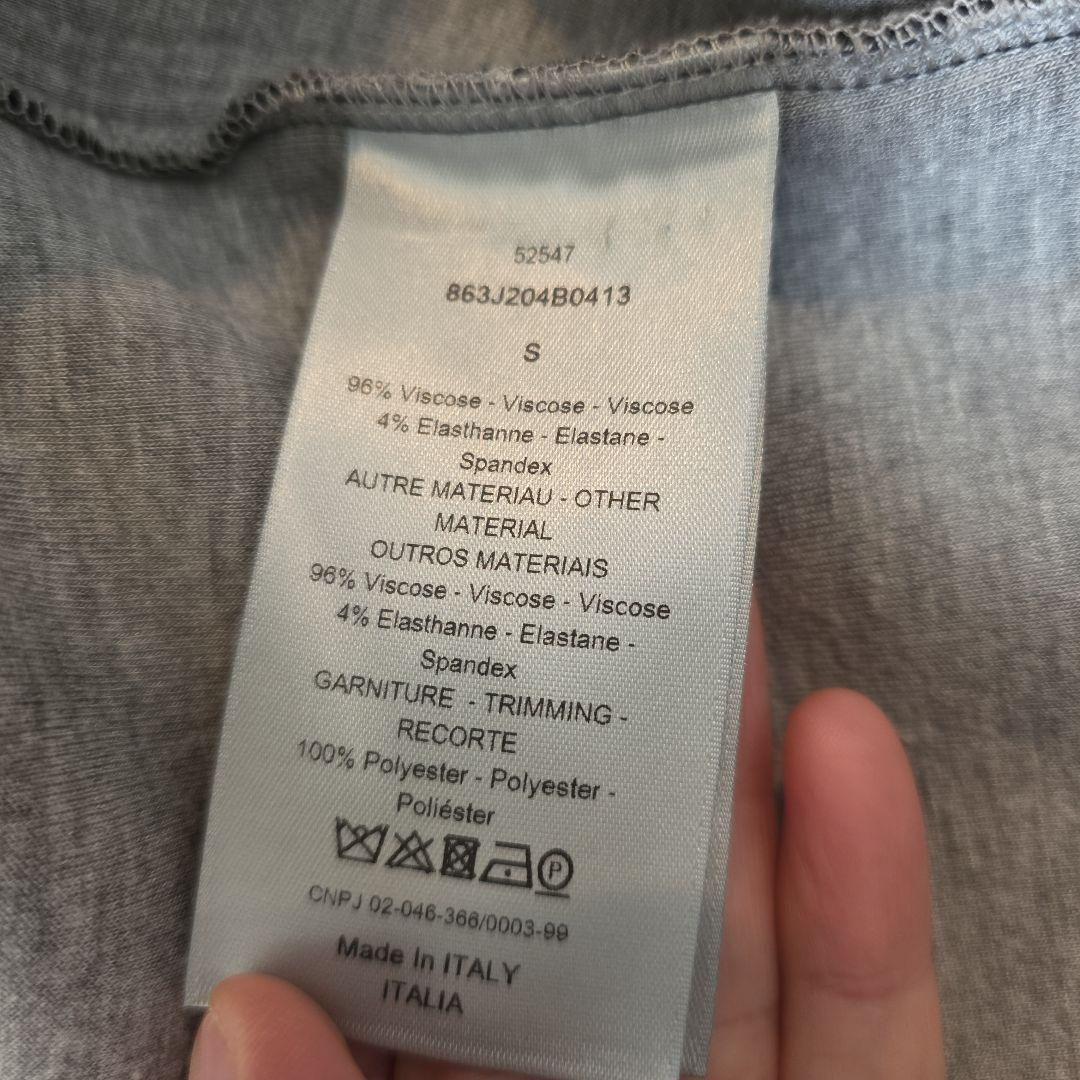 52547
863J204B0413
S
96% Viscose - Viscose - Viscose
4% Elasthanne - Elastane -
Spandex
AUTRE MATERIAU - OTHER
MATERIAL
OUTROS MATERIAIS
96% Viscose - Viscose - Viscose
4% Elasthanne - Elastane -
Spandex
GARNITURE - TRIMMING -
RECORTE
100% Polyester - Polyester -
Poliéster
P
CNPJ 02-046-366/0003-99
Made In ITALY
ITALIA